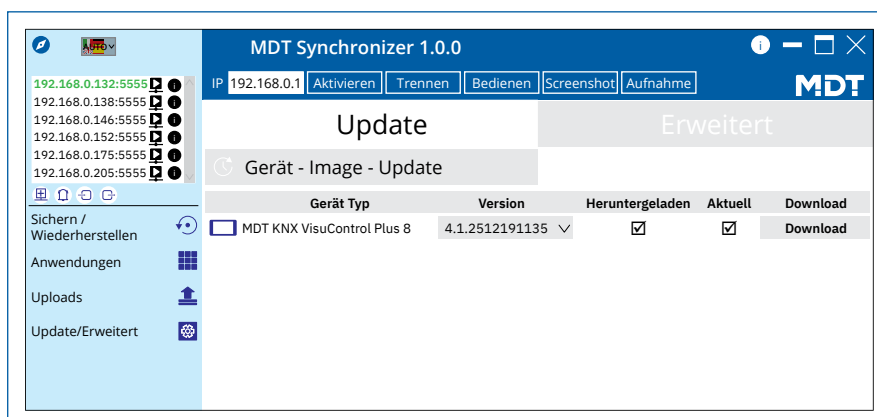 AUTO
MDT Synchronizer 1.0.0
192.168.0.132:5555
192.168.0.138:5555
192.168.0.146:5555
192.168.0.152:5555
192.168.0.175:5555
192.168.0.205:5555
IP 192.168.0.1 Aktivieren Trennen Bedienen Screenshot Aufnahme
MDT
Update Erweitert
Gerät - Image - Update
Sichern /
Wiederherstellen
Anwendungen
Uploads
Update/Erweitert
Gerät Typ Version Heruntergeladen Aktuell Download
MDT KNX VisuControl Plus 8 4.1.2512191135 Download